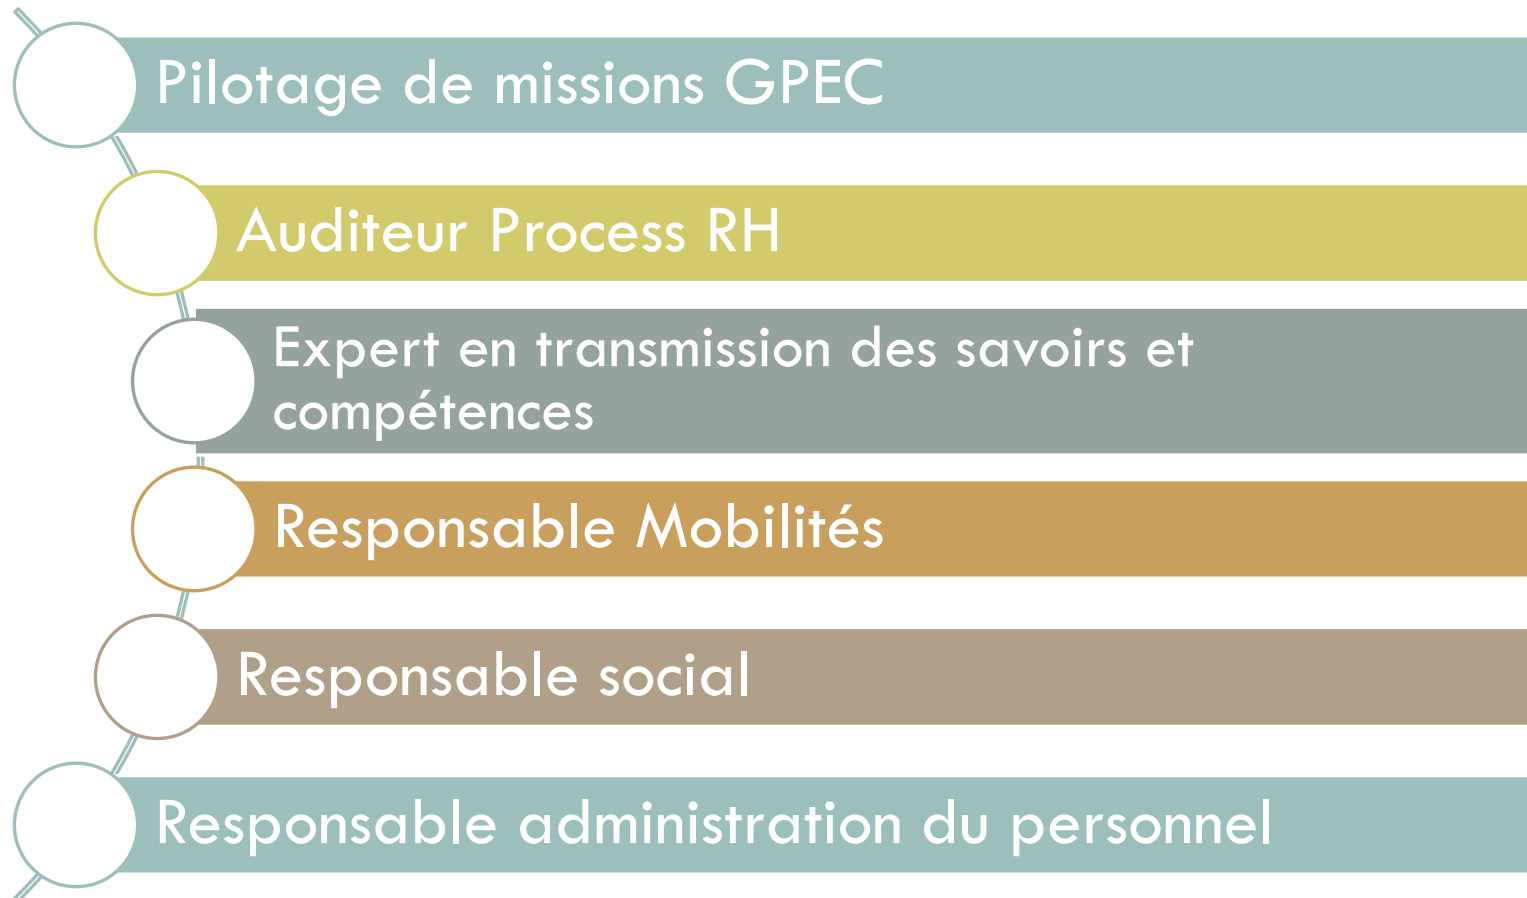 Pilotage de missions GPEC
Auditeur Process RH
Expert en transmission des savoirs et
compétences
Responsable Mobilités
Responsable social
Responsable administration du personnel